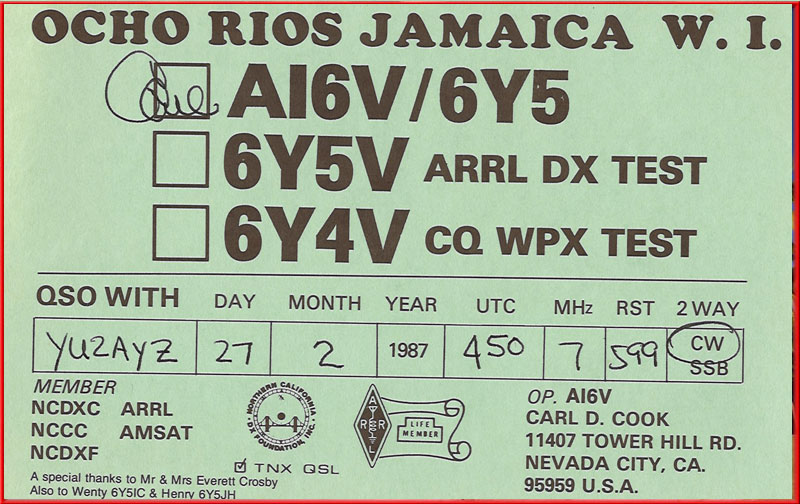 OCHO RIOS JAMAICA W. I.
AI6V/6Y5
6Y5V ARRL DX TEST
6Y4V CQ WPX TEST
QSO WITH DAY MONTH YEAR UTC MHz RST 2 WAY
YU2AYZ 27 2 1987 450 7 599 CW
SSB
MEMBER
NCDXC ARRL
NCCC AMSAT
NCDXF
NORTHERN CALIFORNIA DX FOUNDATION, INC.
TNX QSL
A special thanks to Mr & Mrs Everett Crosby
Also to Wenty 6Y5IC & Henry 6Y5JH
ARRL
LIFE
MEMBER
OP. AI6V
CARL D. COOK
11407 TOWER HILL RD.
NEVADA CITY, CA.
95959 U.S.A.